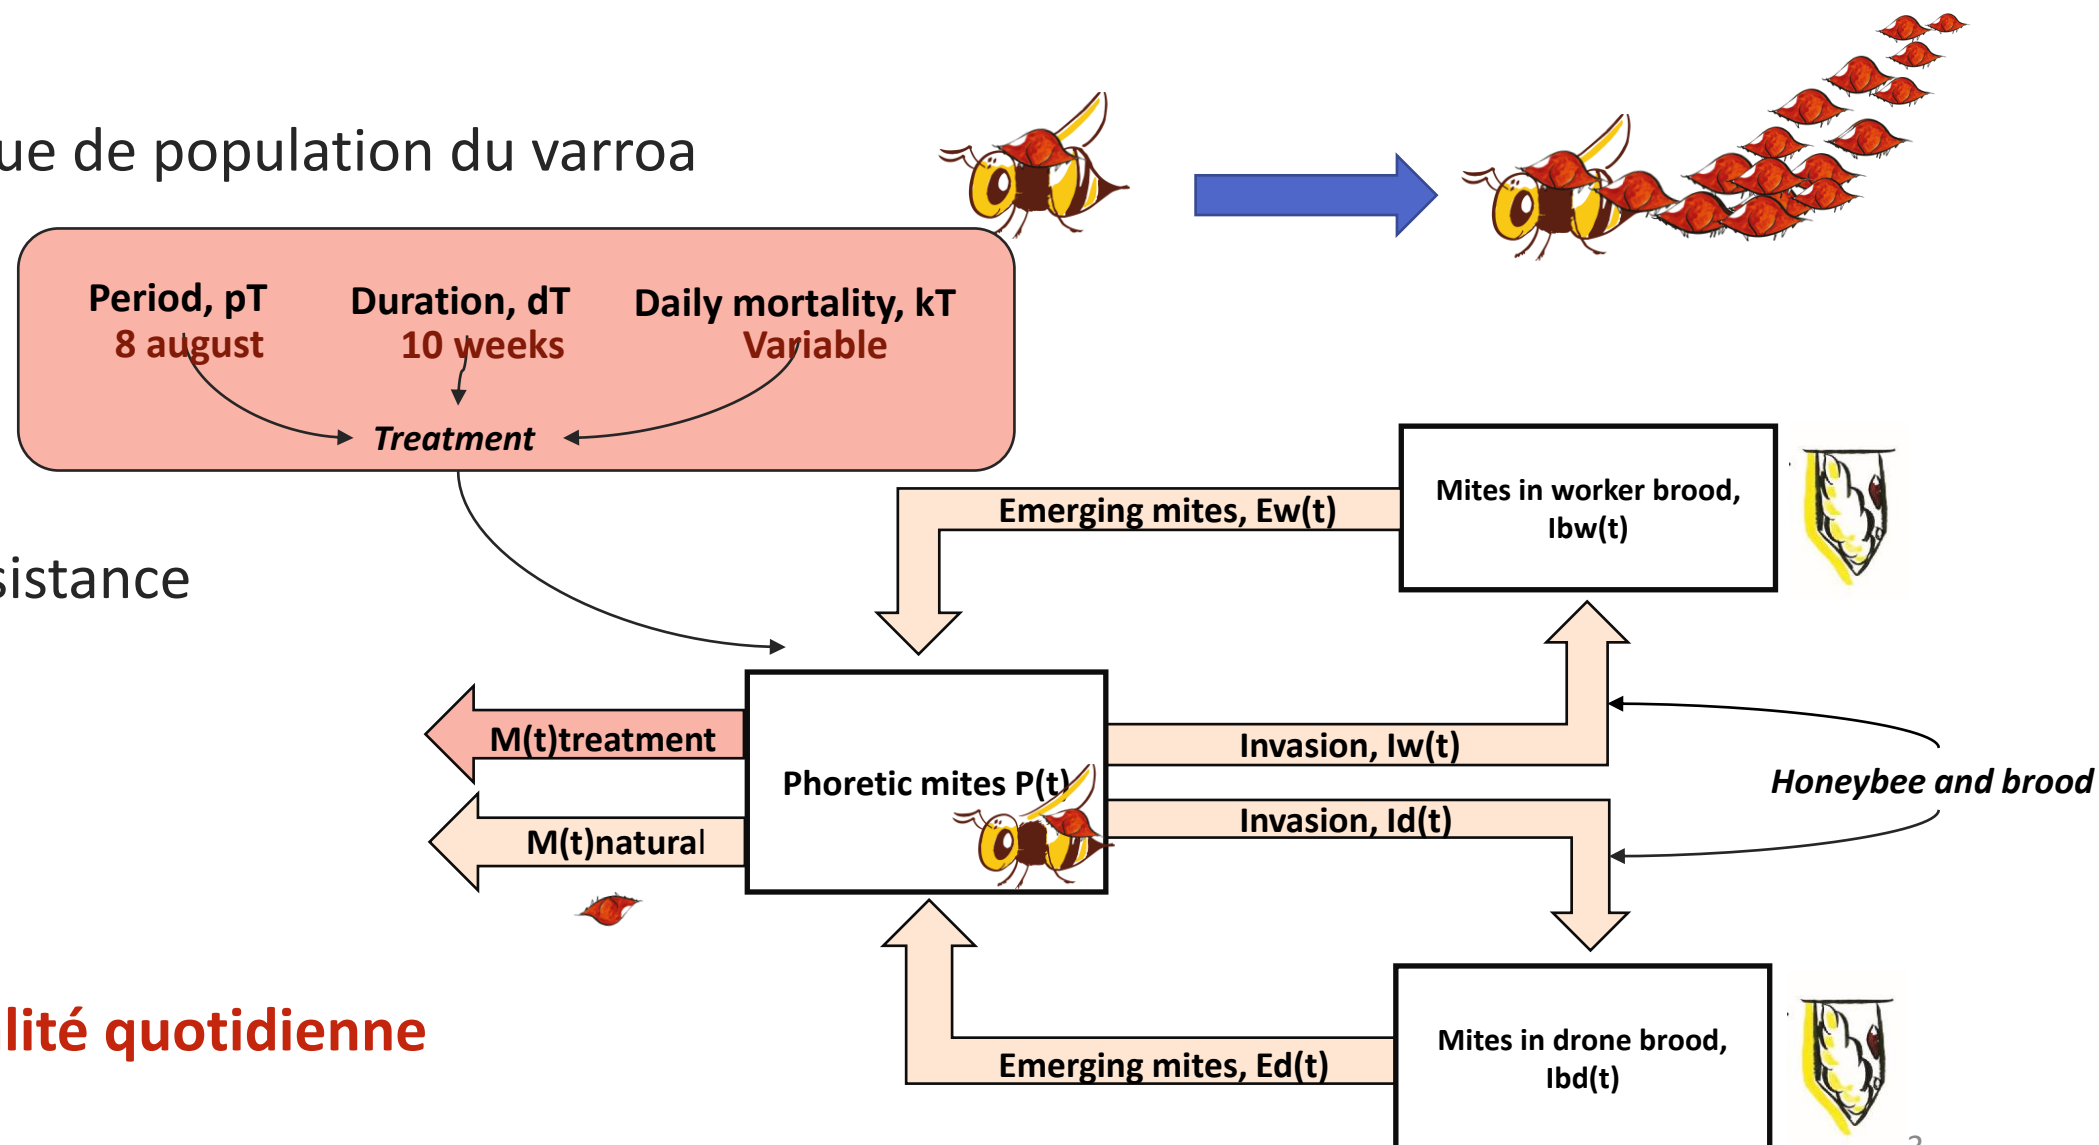 ue de population du varroa
Period, pT
8 august
Duration, dT
10 weeks
Daily mortality, kT
Variable
Treatment
sistance
Emerging mites, Ew(t)
Mites in worker brood,
Ibw(t)
M(t)treatment
M(t)natural
Phoretic mites P(t)
Invasion, Iw(t)
Invasion, Id(t)
Honeybee and brood
lité quotidienne
Emerging mites, Ed(t)
Mites in drone brood,
Ibd(t)